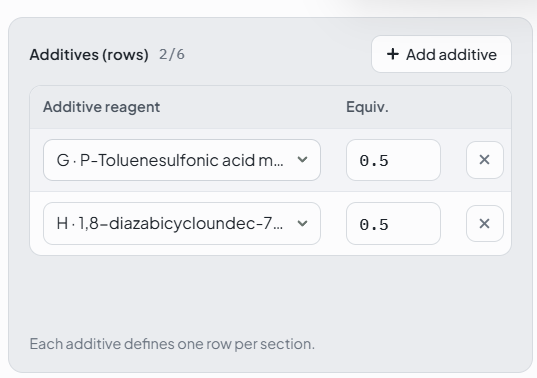 Additives (rows) 2/6
+ Add additive
Additive reagent Equiv.
G · P-Toluenesulfonic acid m... 0.5 ×
H · 1,8-diazabicycloundec-7... 0.5 ×
Each additive defines one row per section.